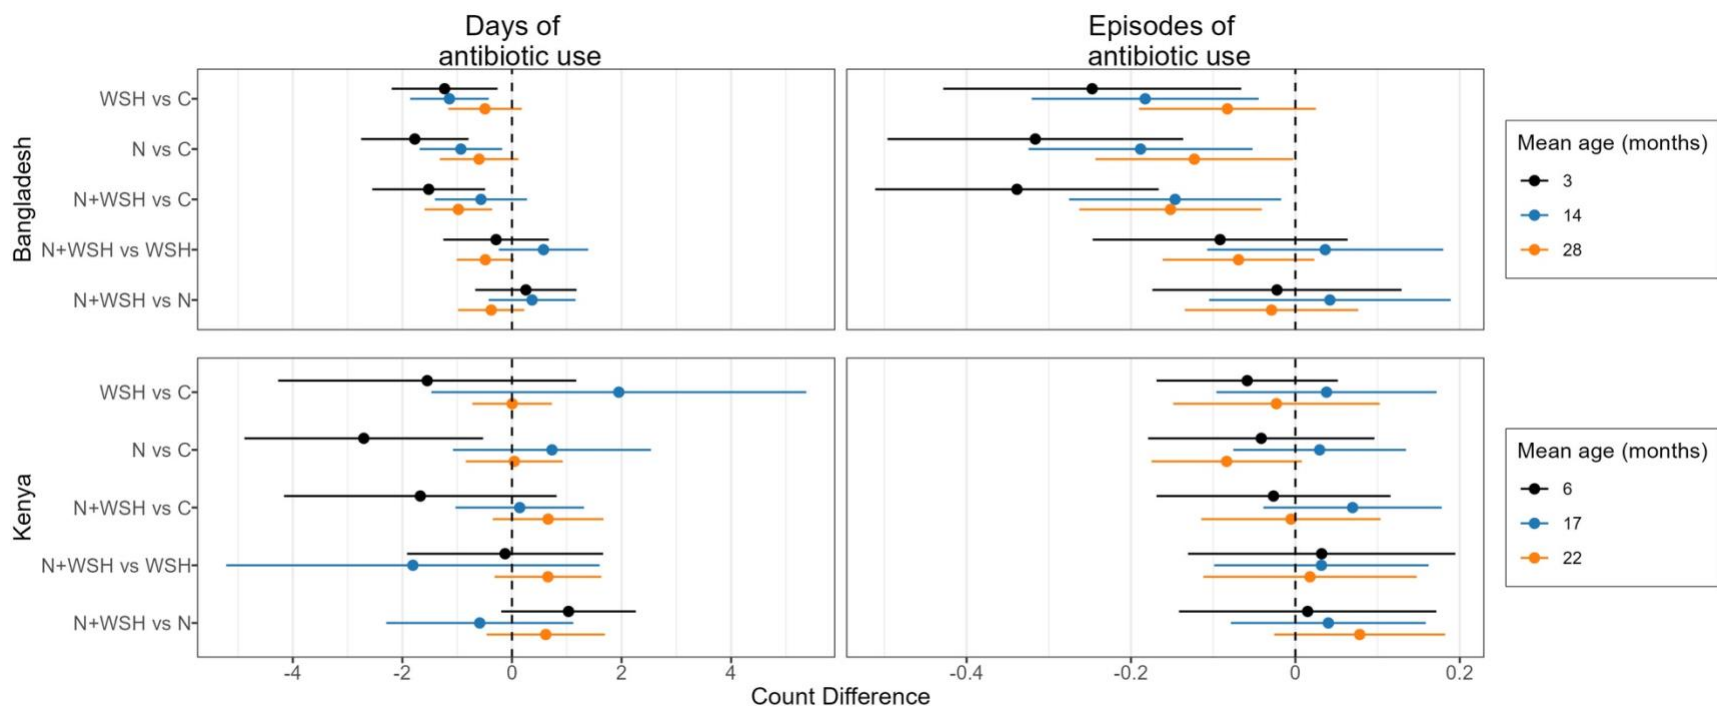 Days of
antibiotic use
Episodes of
antibiotic use
Bangladesh
WSH vs C
N vs C
N+WSH vs C
N+WSH vs WSH
N+WSH vs N
Mean age (months)
3
14
28
Kenya
WSH vs C
N vs C
N+WSH vs C
N+WSH vs WSH
N+WSH vs N
Mean age (months)
6
17
22
-4 -2 0 2 4
-0.4 -0.2 0 0.2
Count Difference